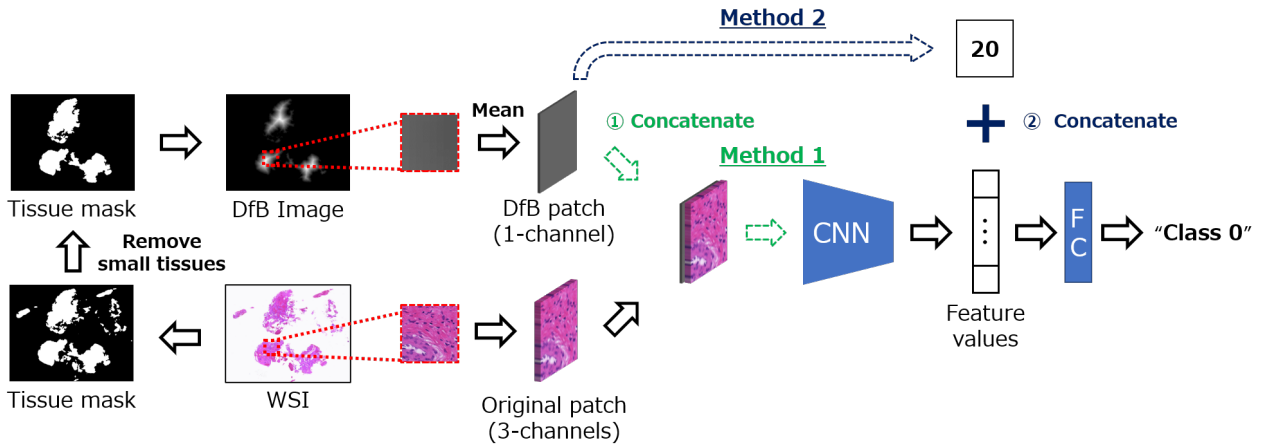 Method 2
20
Mean
① Concatenate
② Concatenate
Method 1
Tissue mask
DfB Image
DfB patch
(1-channel)
CNN
F
C
“Class 0”
Remove
small tissues
Feature
values
Tissue mask
WSI
Original patch
(3-channels)